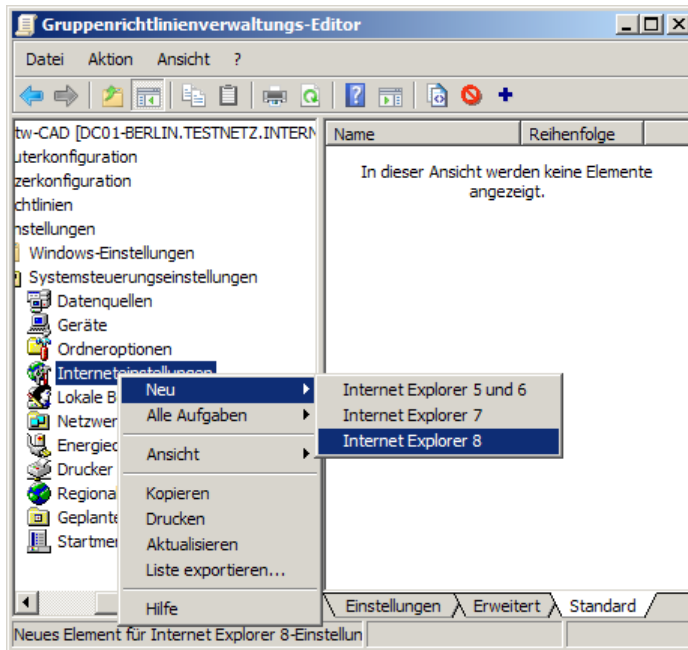 Gruppenrichtlinienverwaltungs-Editor
Datei Aktion Ansicht ?
tw-CAD [DC01-BERLIN.TESTNETZ.INTERN
uterkonfiguration
zerkonfiguration
chtlinien
nstellungen
Windows-Einstellungen
Systemsteuerungseinstellungen
Datenquellen
Geräte
Ordneroptionen
Interneteinstellungen
Lokale B
Netzwer
Energieo
Drucker
Regiona
Geplante
Startmer
Name Reihenfolge
In dieser Ansicht werden keine Elemente
angezeigt.
Neu
Alle Aufgaben
Ansicht
Kopieren
Drucken
Aktualisieren
Liste exportieren...
Hilfe
Internet Explorer 5 und 6
Internet Explorer 7
Internet Explorer 8
Einstellungen Erweitert Standard
Neues Element für Internet Explorer 8-Einstellun